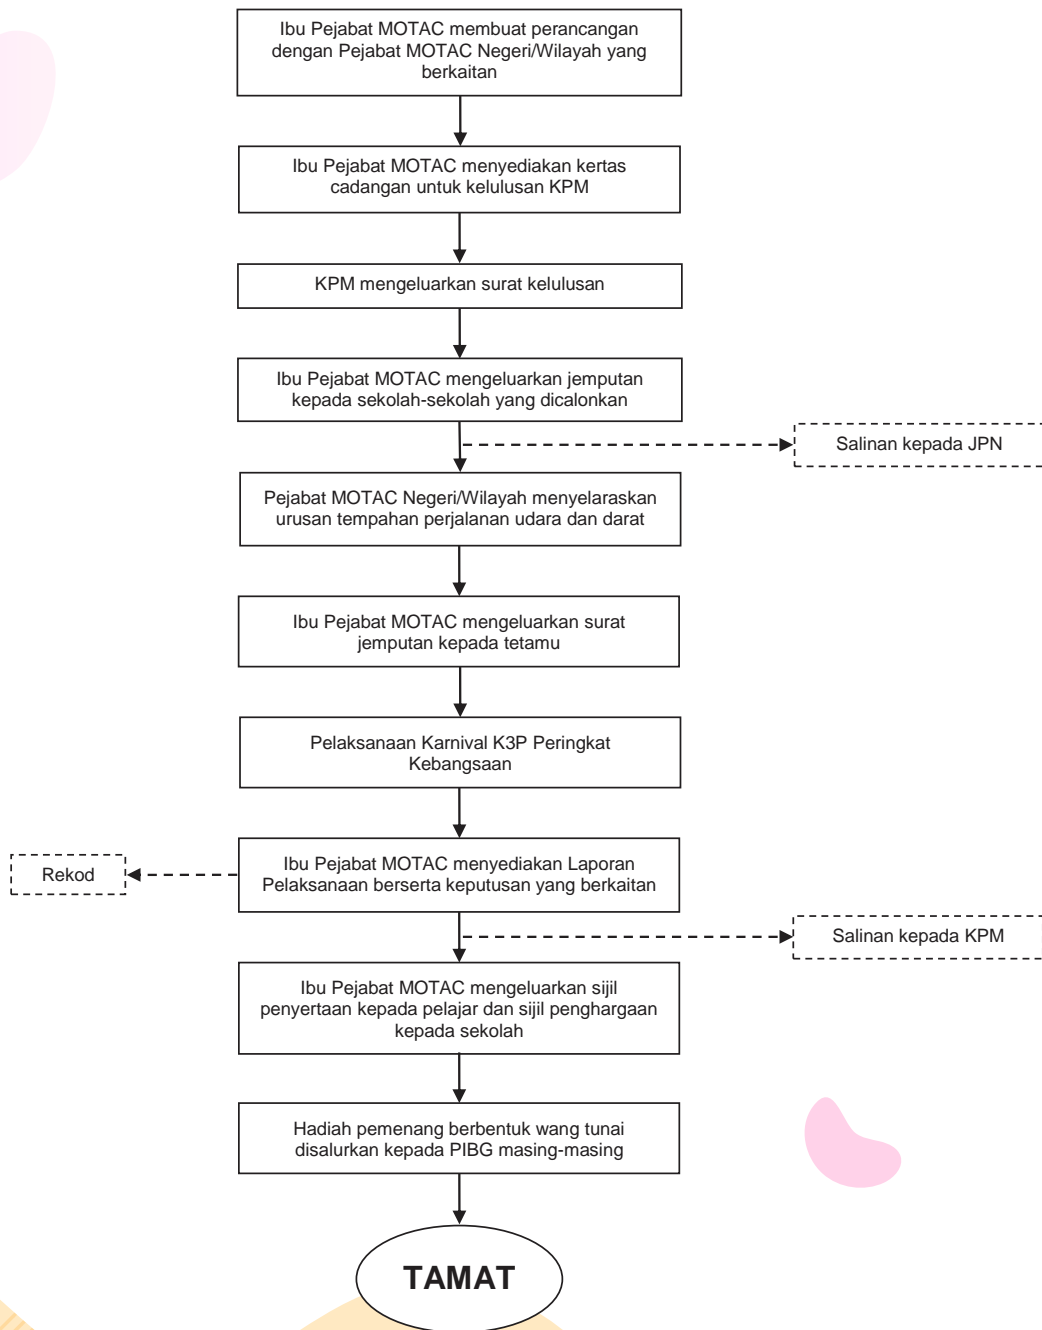 Ibu Pejabat MOTAC membuat perancangan
dengan Pejabat MOTAC Negeri/Wilayah yang
berkaitan
Ibu Pejabat MOTAC menyediakan kertas
cadangan untuk kelulusan KPM
KPM mengeluarkan surat kelulusan
Ibu Pejabat MOTAC mengeluarkan jemputan
kepada sekolah-sekolah yang dicalonkan
Salinan kepada JPN
Pejabat MOTAC Negeri/Wilayah menyelaraskan
urusan tempahan perjalanan udara dan darat
Ibu Pejabat MOTAC mengeluarkan surat
jemputan kepada tetamu
Pelaksanaan Karnival K3P Peringkat
Kebangsaan
Ibu Pejabat MOTAC menyediakan Laporan
Pelaksanaan berserta keputusan yang berkaitan
Rekod
Salinan kepada KPM
Ibu Pejabat MOTAC mengeluarkan sijil
penyertaan kepada pelajar dan sijil penghargaan
kepada sekolah
Hadiah pemenang berbentuk wang tunai
disalurkan kepada PIBG masing-masing
TAMAT